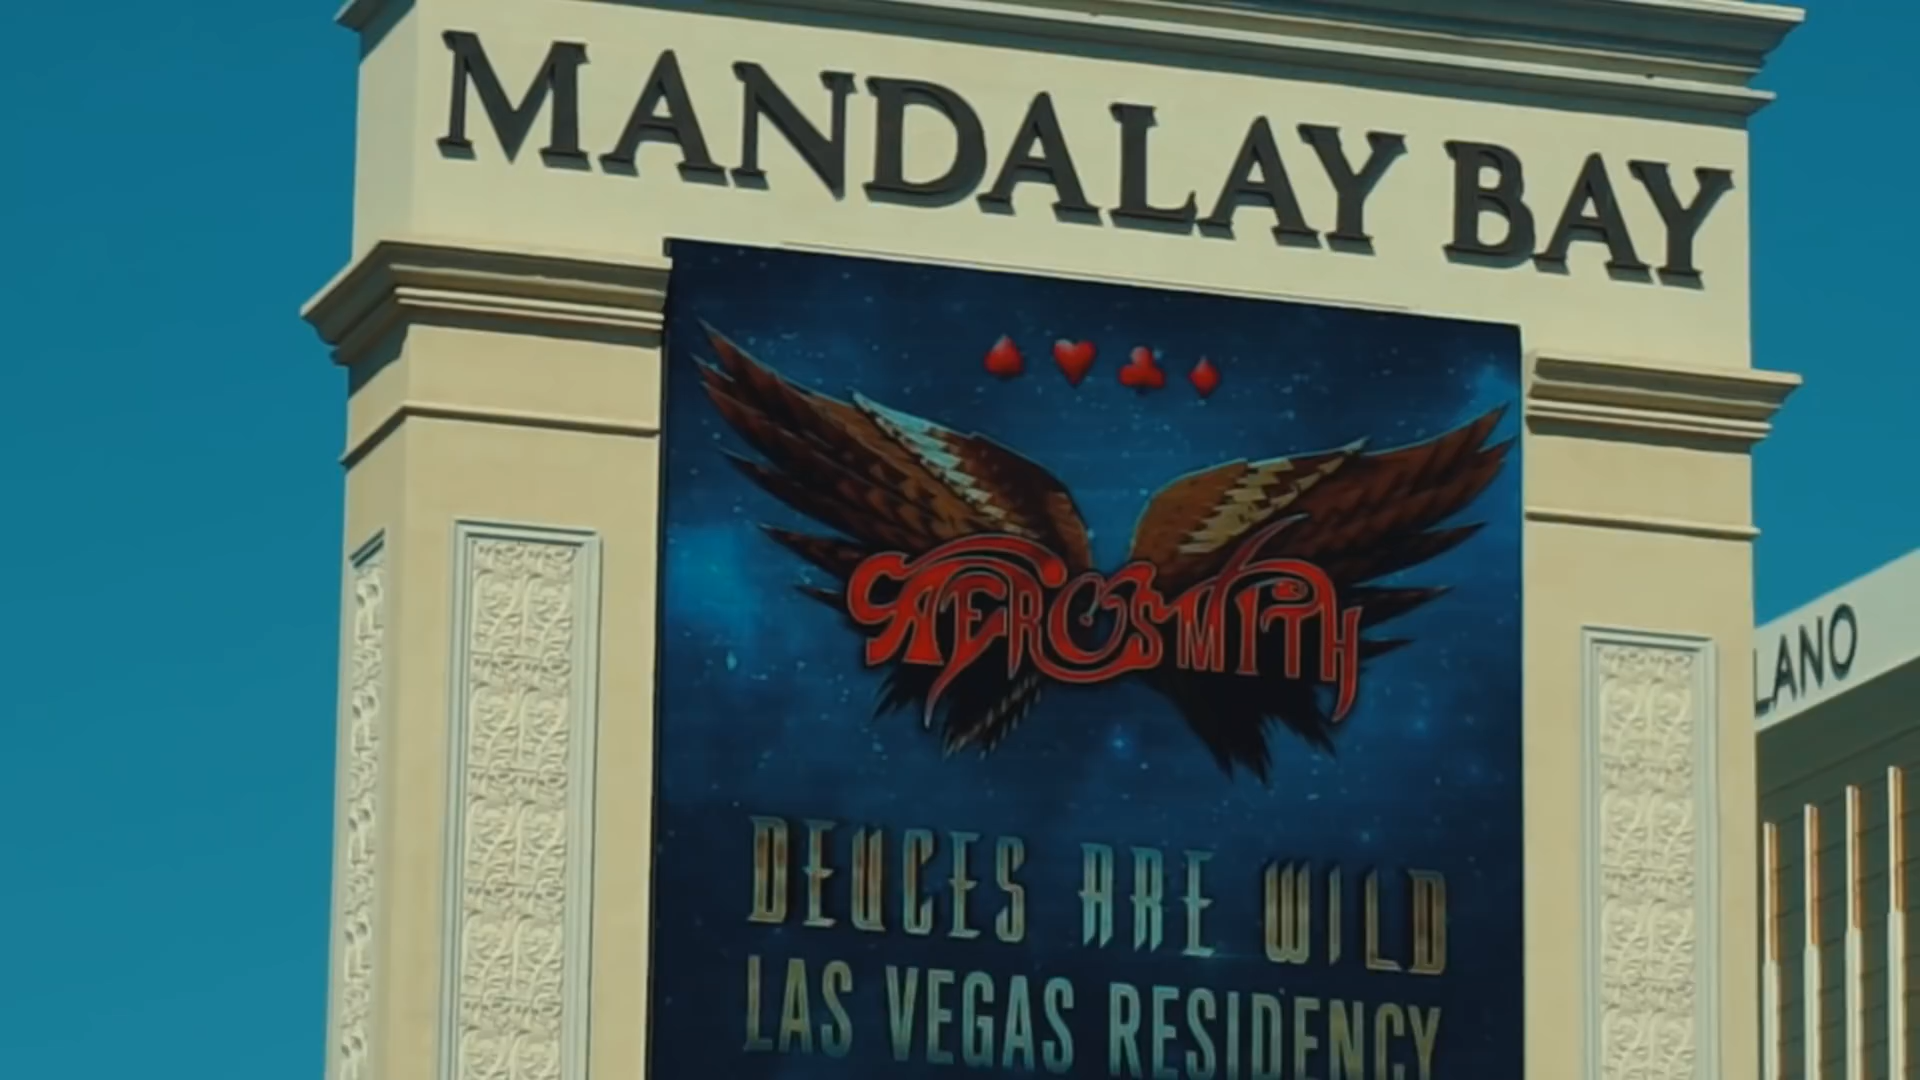 MANDALAY BAY
AEROSMITH
DEUCES ARE WILD
LAS VEGAS RESIDENCY
LANO